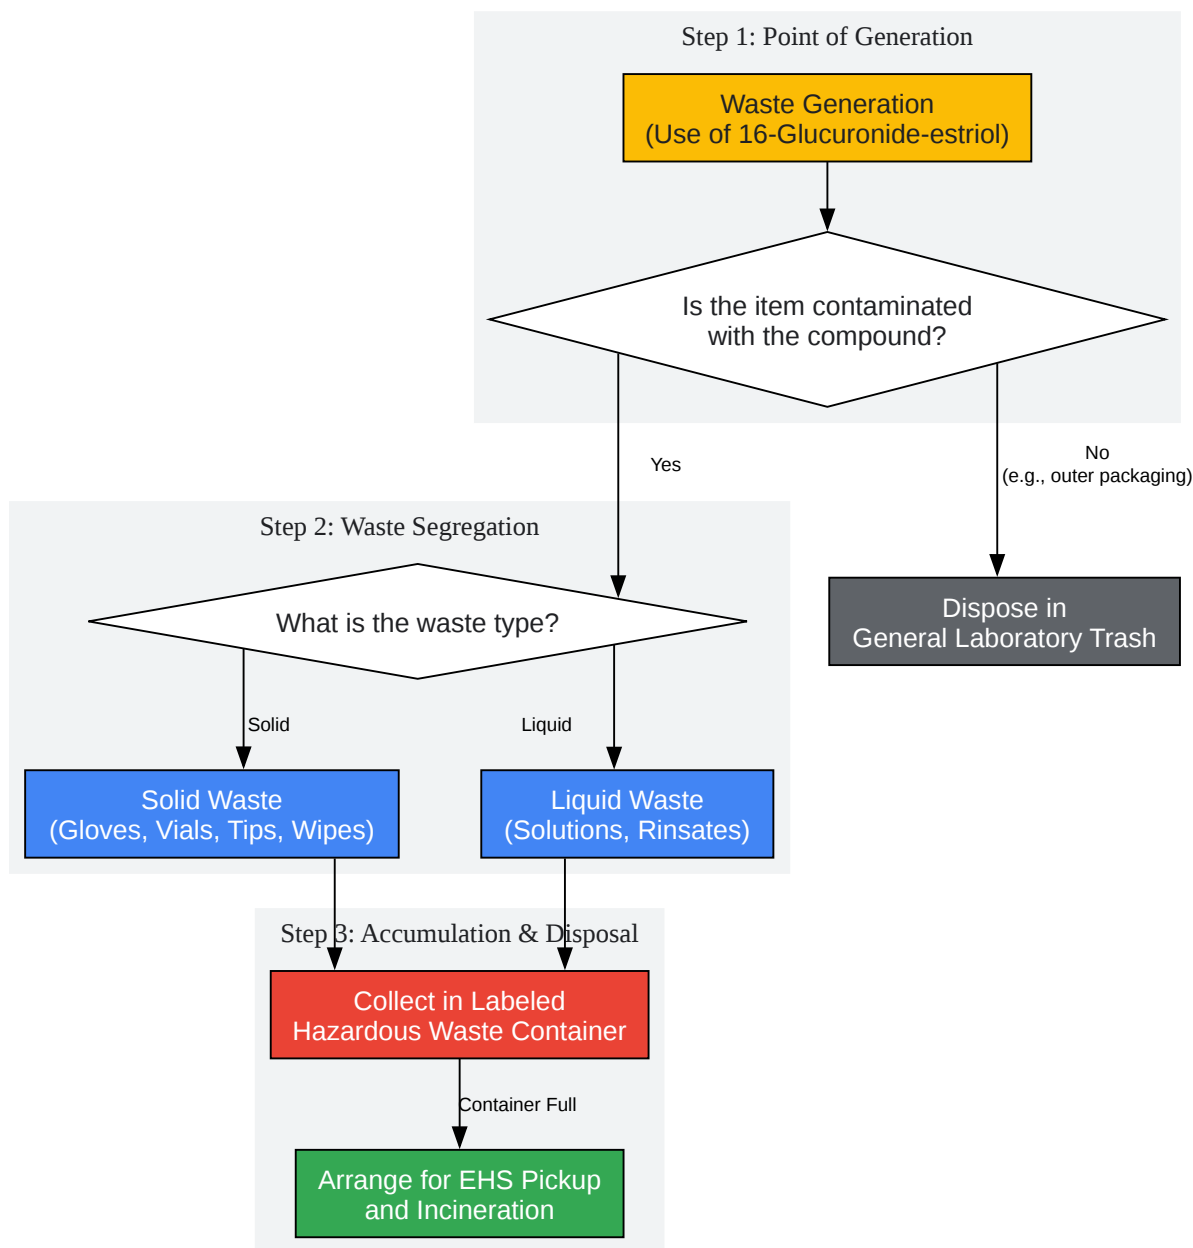 Step 1: Point of Generation
Waste Generation
(Use of 16-Glucuronide-estriol)
Is the item contaminated
with the compound?
Yes
No
(e.g., outer packaging)
Step 2: Waste Segregation
What is the waste type?
Dispose in
General Laboratory Trash
Solid
Liquid
Solid Waste
(Gloves, Vials, Tips, Wipes)
Liquid Waste
(Solutions, Rinsates)
Step 3: Accumulation & Disposal
Collect in Labeled
Hazardous Waste Container
Container Full
Arrange for EHS Pickup
and Incineration